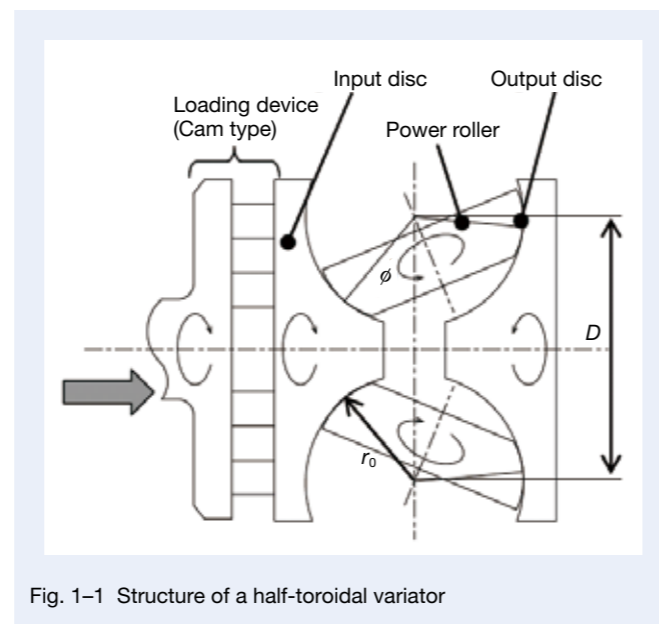 Input disc
Output disc
Loading device
(Cam type)
Power roller
ϕ
D
r0
Fig. 1–1 Structure of a half-toroidal variator